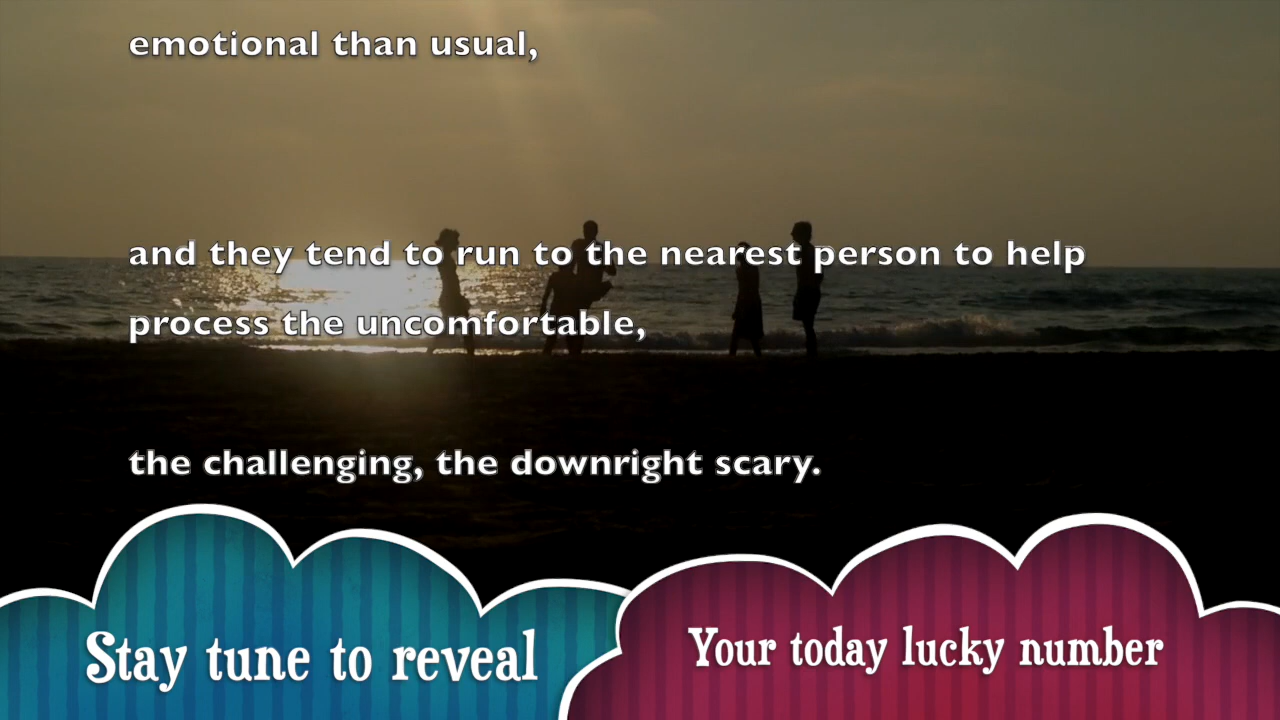 emotional than usual,
and they tend to run to the nearest person to help
process the uncomfortable,
the challenging, the downright scary.
Stay tune to reveal
Your today lucky number